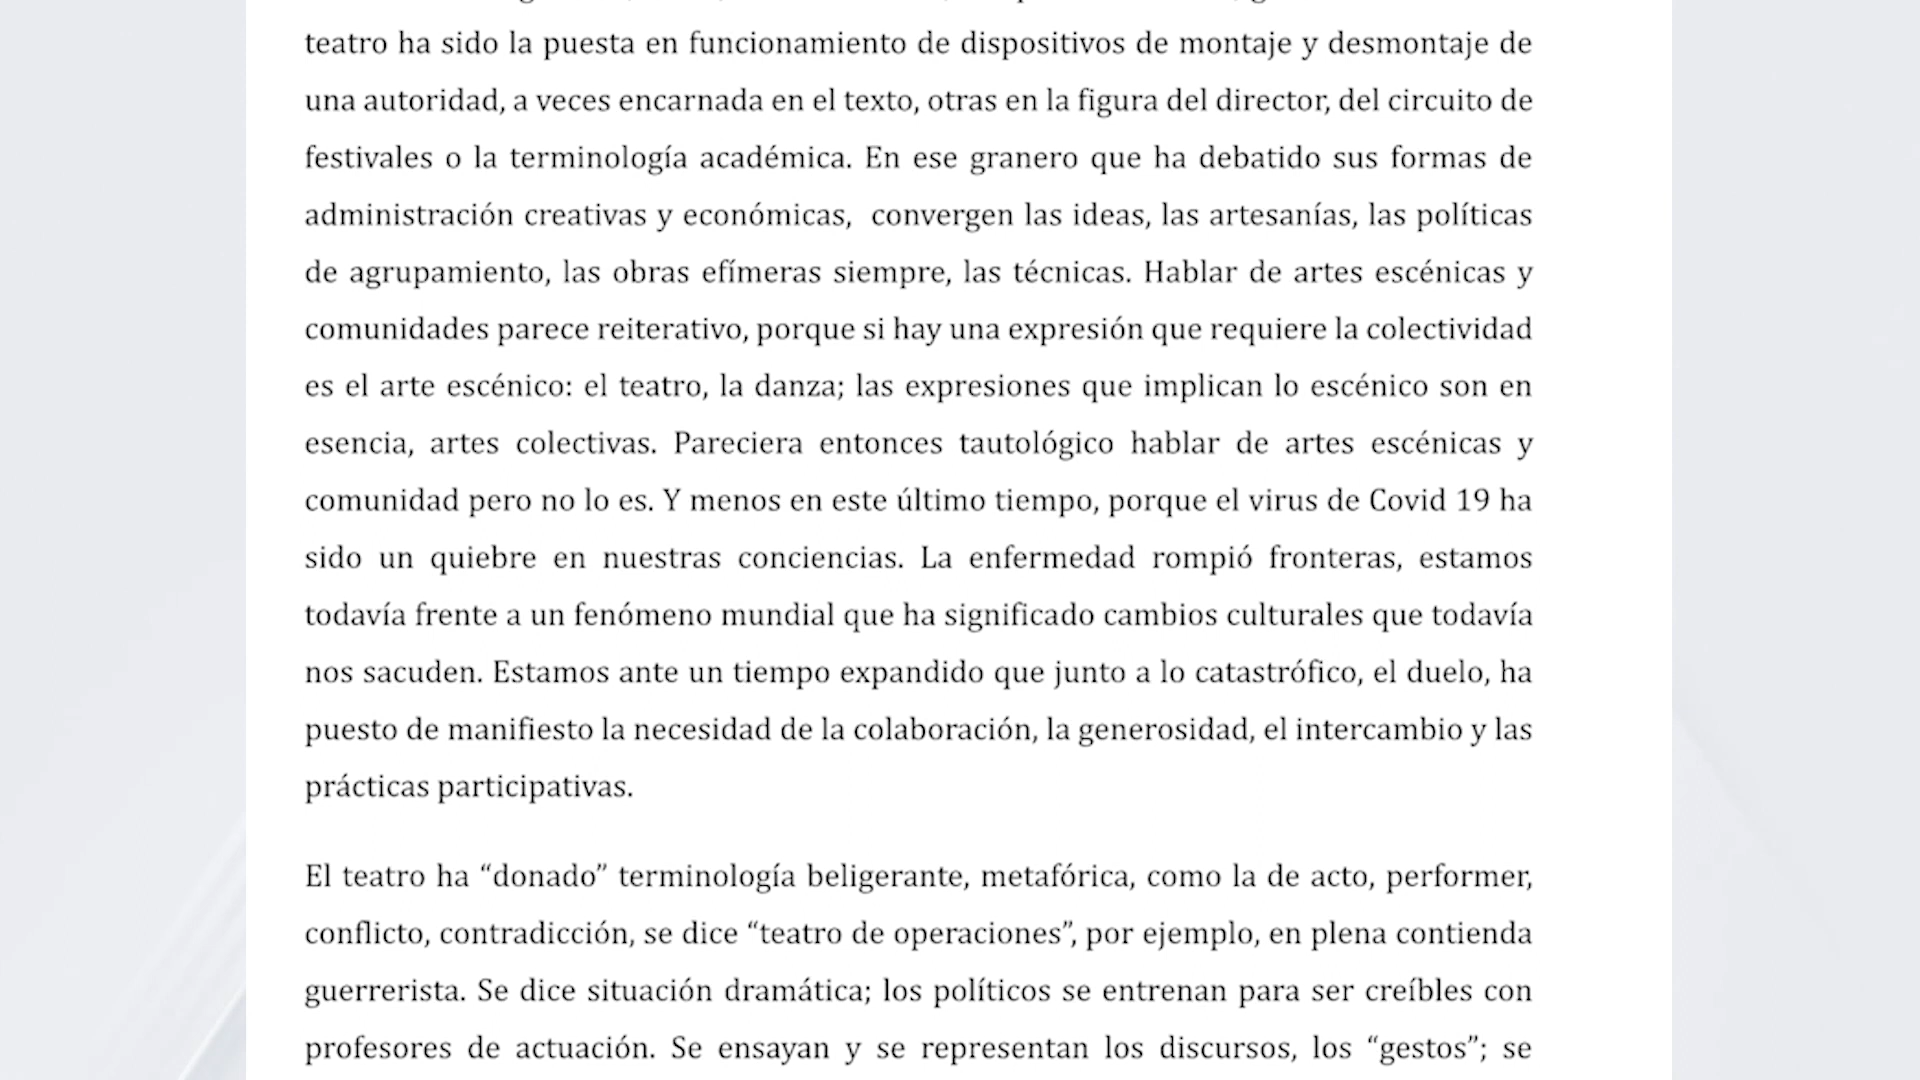 teatro ha sido la puesta en funcionamiento de dispositivos de montaje y desmontaje de
una autoridad, a veces encarnada en el texto, otras en la figura del director, del circuito de
festivales o la terminología académica. En ese granero que ha debatido sus formas de
administración creativas y económicas,  convergen las ideas, las artesanías, las políticas
de agrupamiento, las obras efímeras siempre, las técnicas. Hablar de artes escénicas y
comunidades parece reiterativo, porque si hay una expresión que requiere la colectividad
es el arte escénico: el teatro, la danza; las expresiones que implican lo escénico son en
esencia, artes colectivas. Pareciera entonces tautológico hablar de artes escénicas y
comunidad pero no lo es. Y menos en este último tiempo, porque el virus de Covid 19 ha
sido un quiebre en nuestras conciencias. La enfermedad rompió fronteras, estamos
todavía frente a un fenómeno mundial que ha significado cambios culturales que todavía
nos sacuden. Estamos ante un tiempo expandido que junto a lo catastrófico, el duelo, ha
puesto de manifiesto la necesidad de la colaboración, la generosidad, el intercambio y las
prácticas participativas.
El teatro ha “donado” terminología beligerante, metafórica, como la de acto, performer,
conflicto, contradicción, se dice “teatro de operaciones”, por ejemplo, en plena contienda
guerrerista. Se dice situación dramática; los políticos se entrenan para ser creíbles con
profesores de actuación. Se ensayan y se representan los discursos, los “gestos”; se